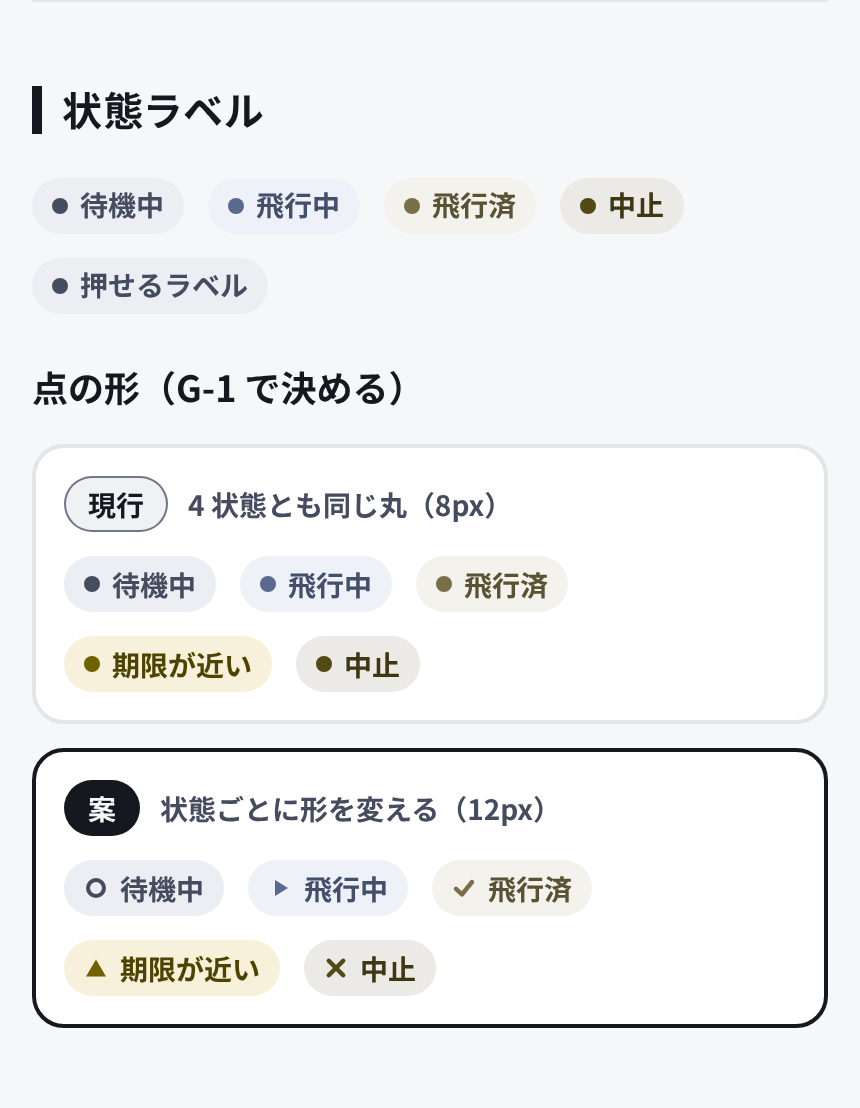 状態ラベル
待機中 飛行中 飛行済 中止
押せるラベル
点の形（G-1 で決める）
現行 4 状態とも同じ丸（8px）
待機中 飛行中 飛行済
期限が近い 中止
案 状態ごとに形を変える（12px）
待機中 飛行中 飛行済
期限が近い 中止